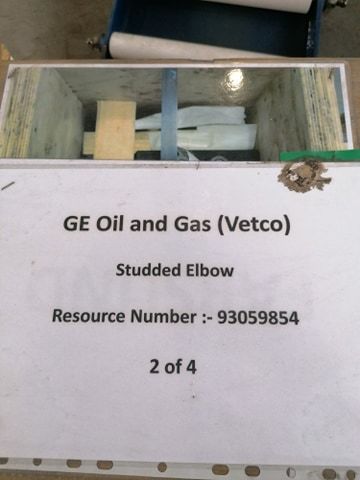 GE Oil and Gas (Vetco)
Studded Elbow
Resource Number :- 93059854
2 of 4